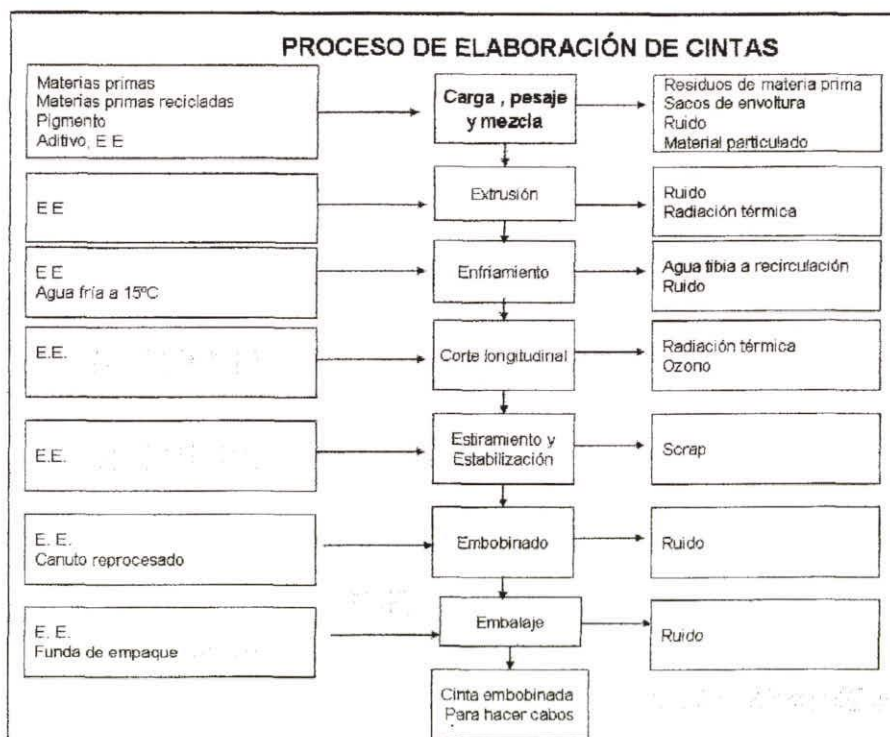 PROCESO DE ELABORACIÓN DE CINTAS
Materias primas
Materias primas recicladas
Pigmento
Aditivo, E E
Carga , pesaje
y mezcla
Residuos de materia prima
Sacos de envoltura
Ruido
Material particulado
E E
Extrusión
Ruido
Radiación térmica
E E
Agua fría a 15ºC
Enfriamiento
Agua tibia a recirculación
Ruido
E.E.
Corte longitudinal
Radiación térmica
Ozono
E.E.
Estiramiento y
Estabilización
Scrap
E. E.
Canuto reprocesado
Embobinado
Ruido
E. E.
Funda de empaque
Embalaje
Ruido
Cinta embobinada
Para hacer cabos